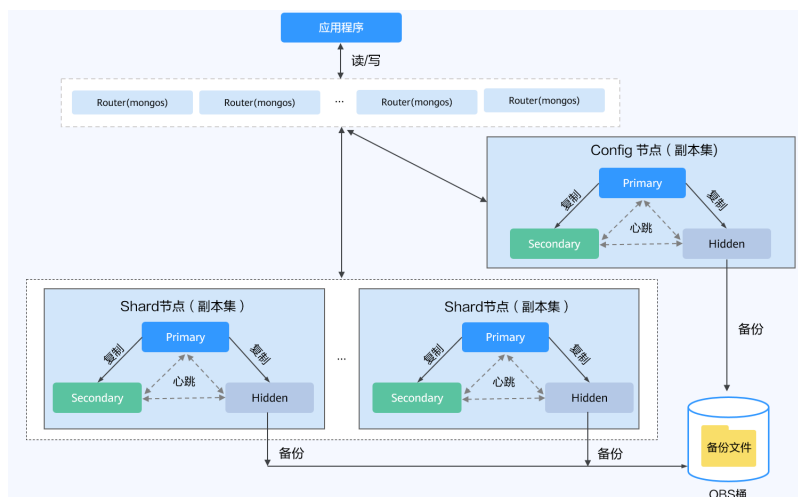 应用程序
读/写
Router(mongos)
Router(mongos)
...
Router(mongos)
Router(mongos)
Config 节点（副本集)
Primary
复制
复制
心跳
Secondary
Hidden
备份
Shard节点（副本集）
Primary
复制
复制
心跳
Secondary
Hidden
...
Shard节点（副本集）
Primary
复制
复制
心跳
Secondary
Hidden
备份
备份
备份文件
OBS桶